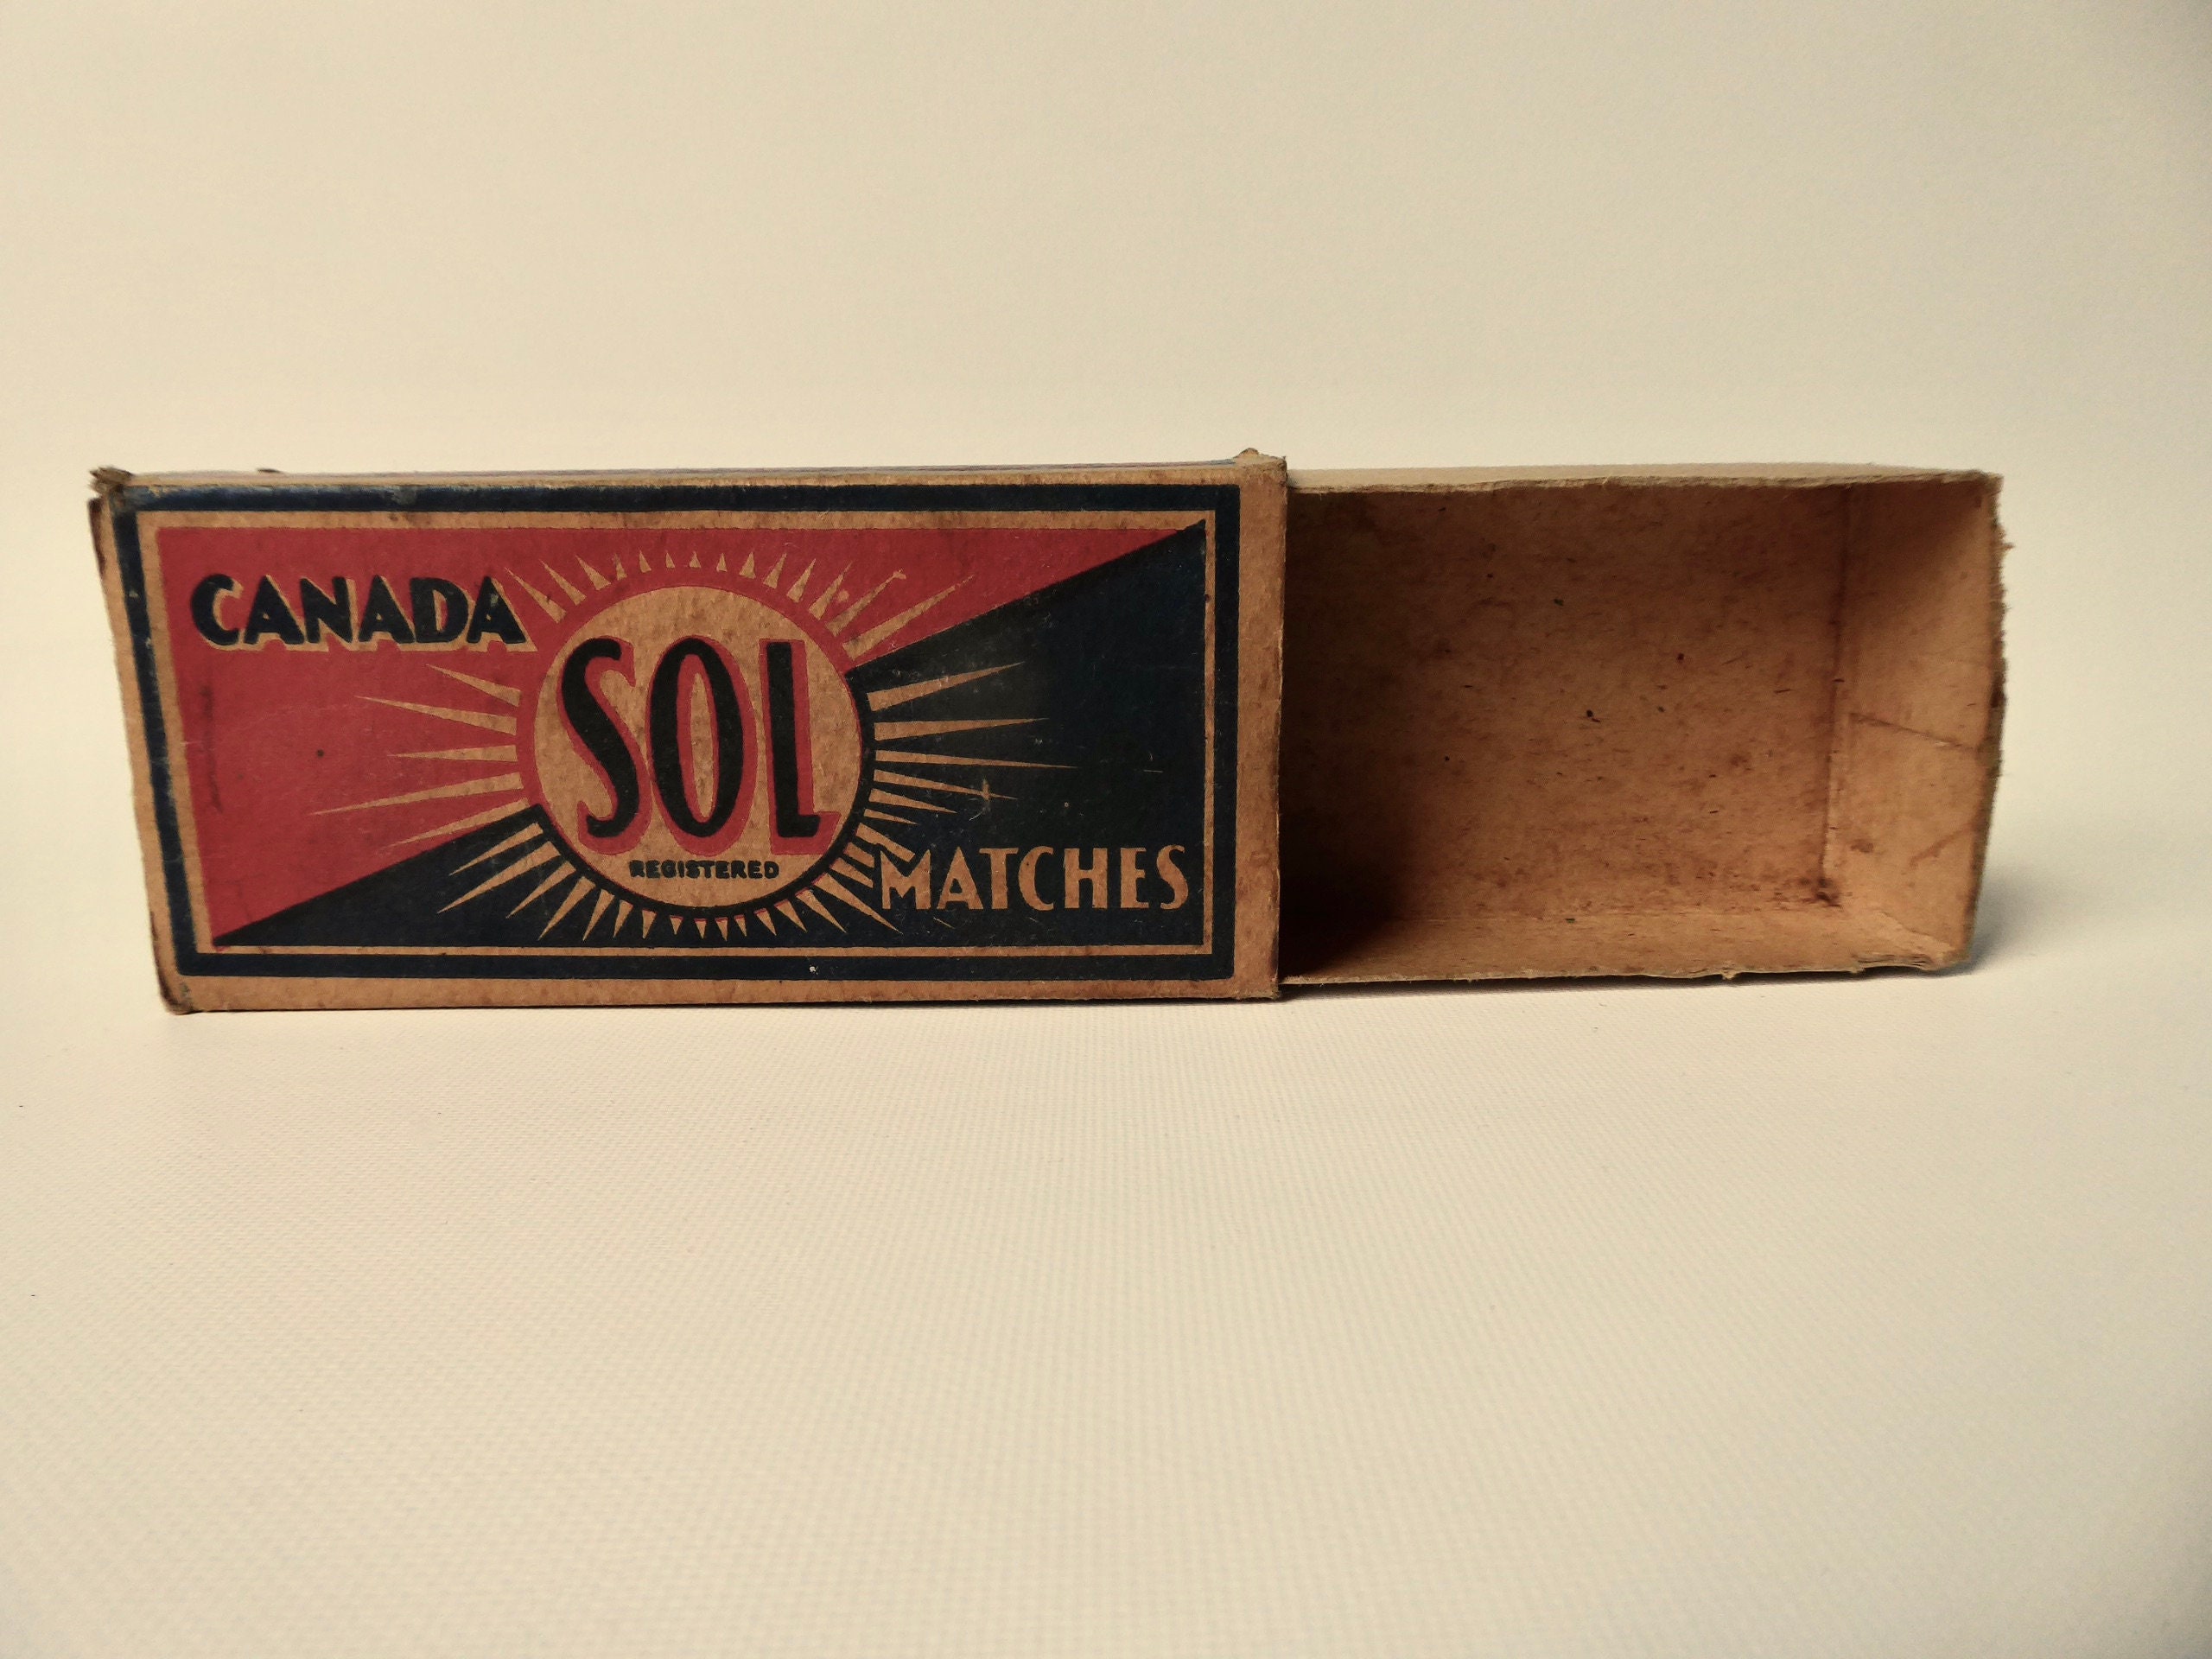 CANADA
SOL
REGISTERED
MATCHES